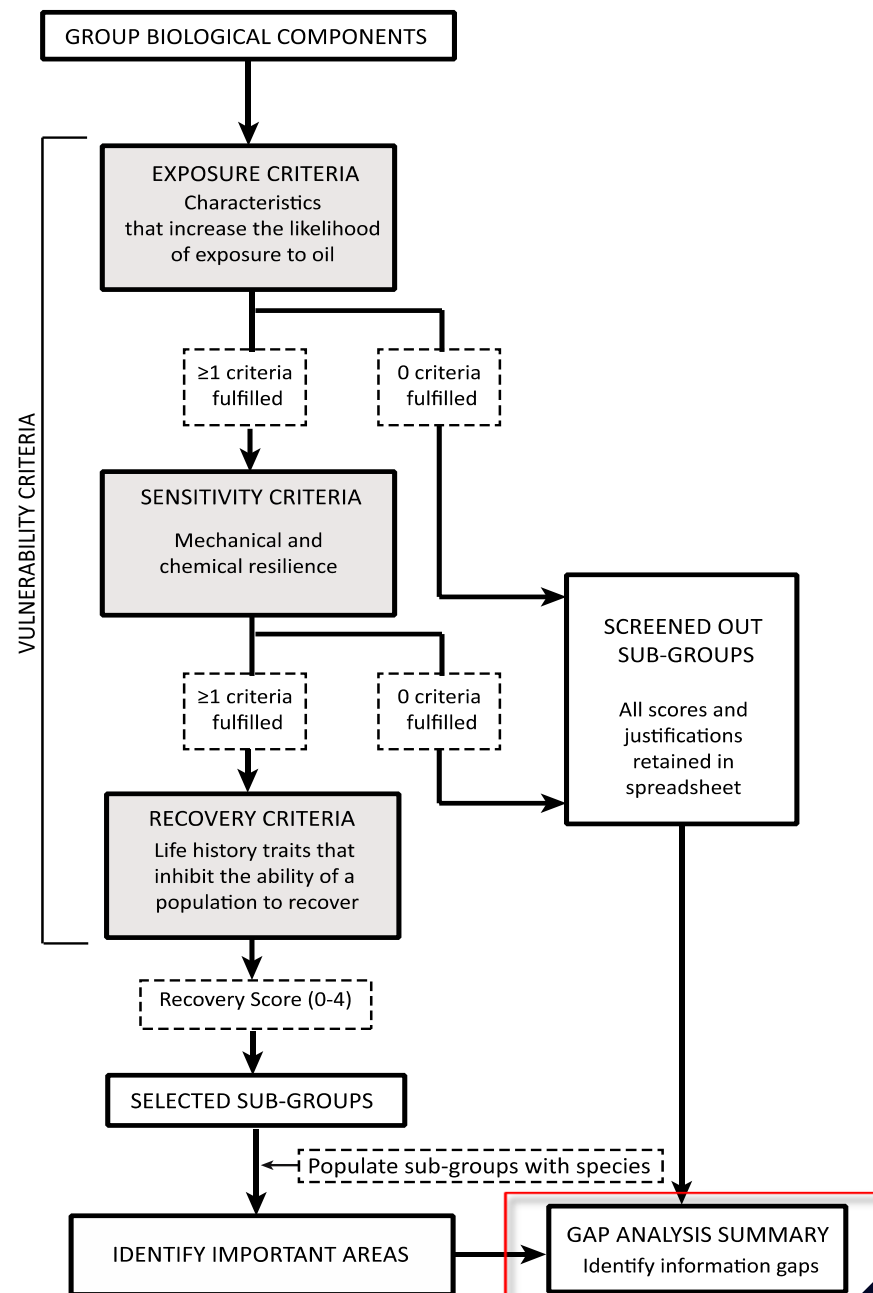 GROUP BIOLOGICAL COMPONENTS
VULNERABILITY CRITERIA
EXPOSURE CRITERIA
Characteristics
that increase the likelihood
of exposure to oil
≥1 criteria
fulfilled
0 criteria
fulfilled
SENSITIVITY CRITERIA
Mechanical and
chemical resilience
SCREENED OUT
SUB-GROUPS
All scores and
justifications
retained in
spreadsheet
≥1 criteria
fulfilled
0 criteria
fulfilled
RECOVERY CRITERIA
Life history traits that
inhibit the ability of a
population to recover
Recovery Score (0-4)
SELECTED SUB-GROUPS
Populate sub-groups with species
IDENTIFY IMPORTANT AREAS
GAP ANALYSIS SUMMARY
Identify information gaps